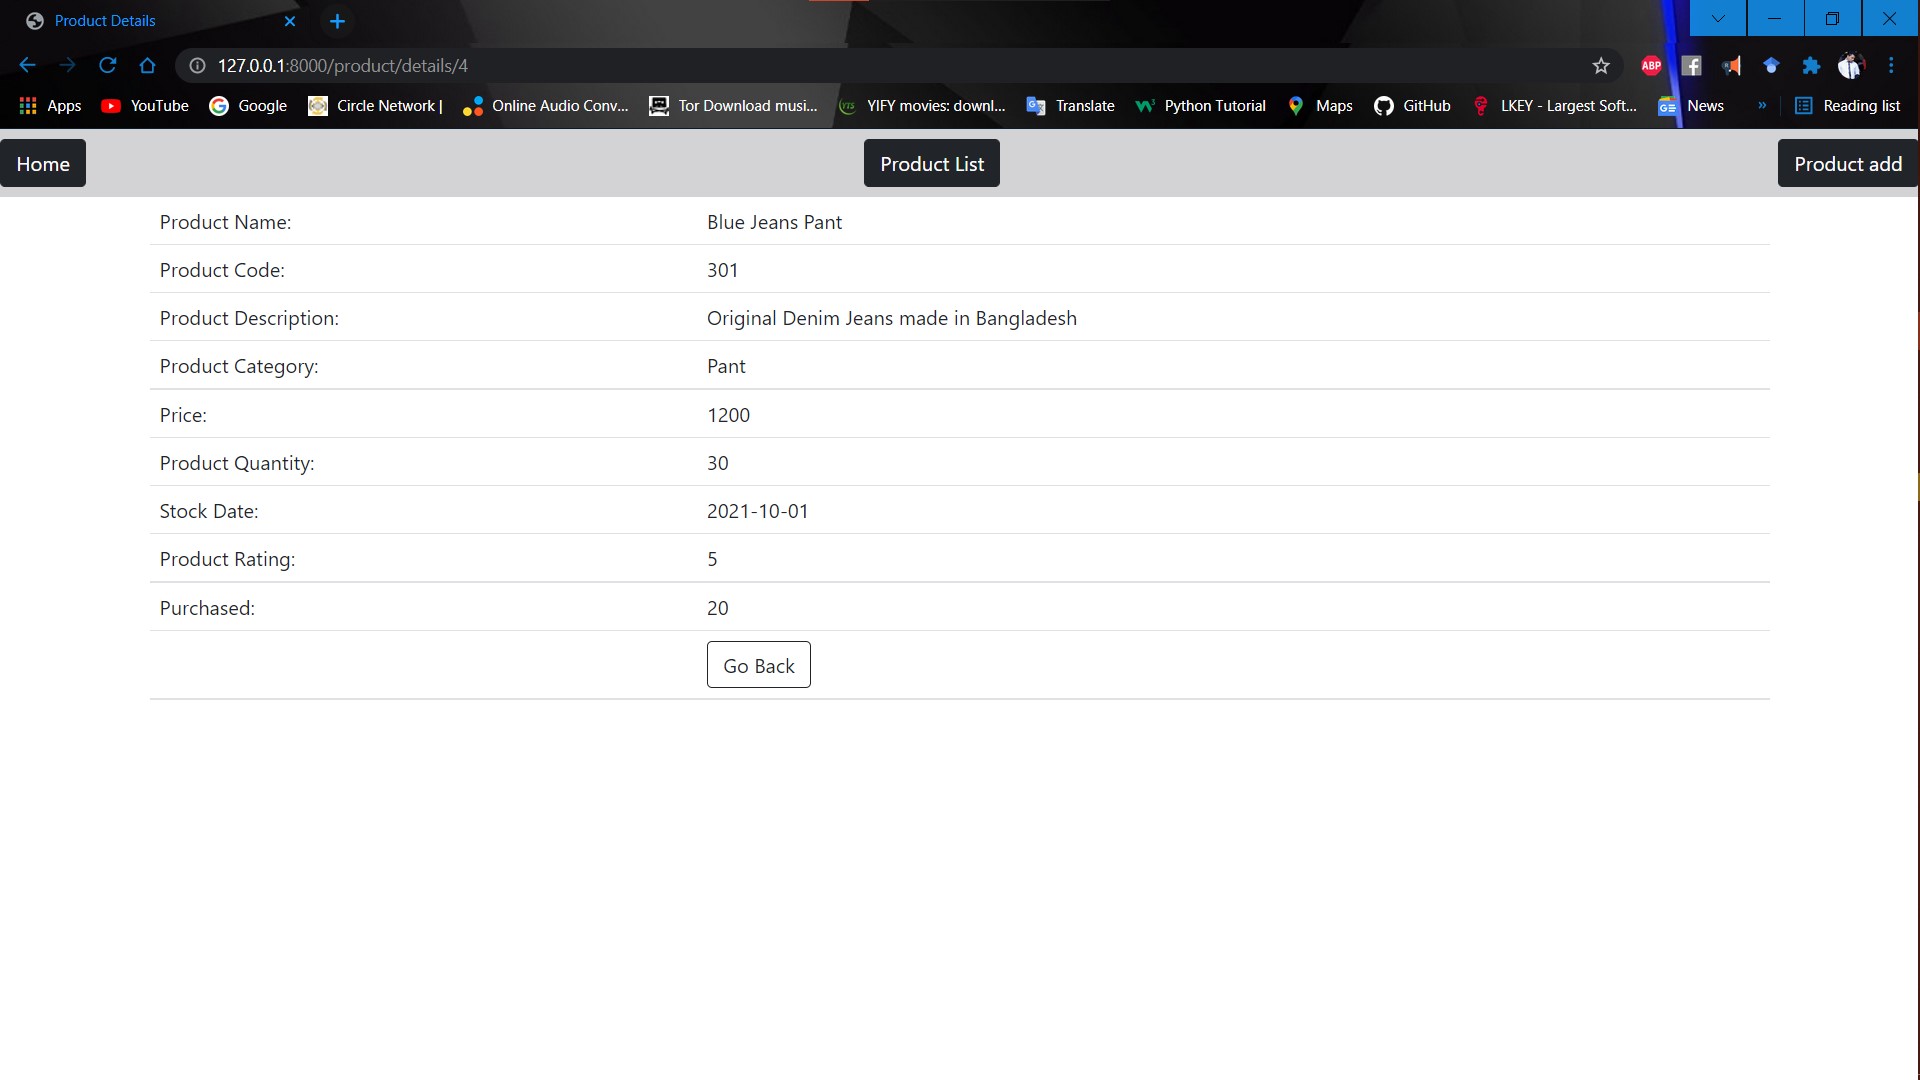 Product Details
127.0.0.1:8000/product/details/4
ABP
Apps YouTube Google Circle Network | Online Audio Conv... Tor Download musi... YIFY movies: downl... Translate Python Tutorial Maps GitHub LKEY - Largest Soft... News » Reading list
Home Product List Product add
Product Name: Blue Jeans Pant
Product Code: 301
Product Description: Original Denim Jeans made in Bangladesh
Product Category: Pant
Price: 1200
Product Quantity: 30
Stock Date: 2021-10-01
Product Rating: 5
Purchased: 20
Go Back